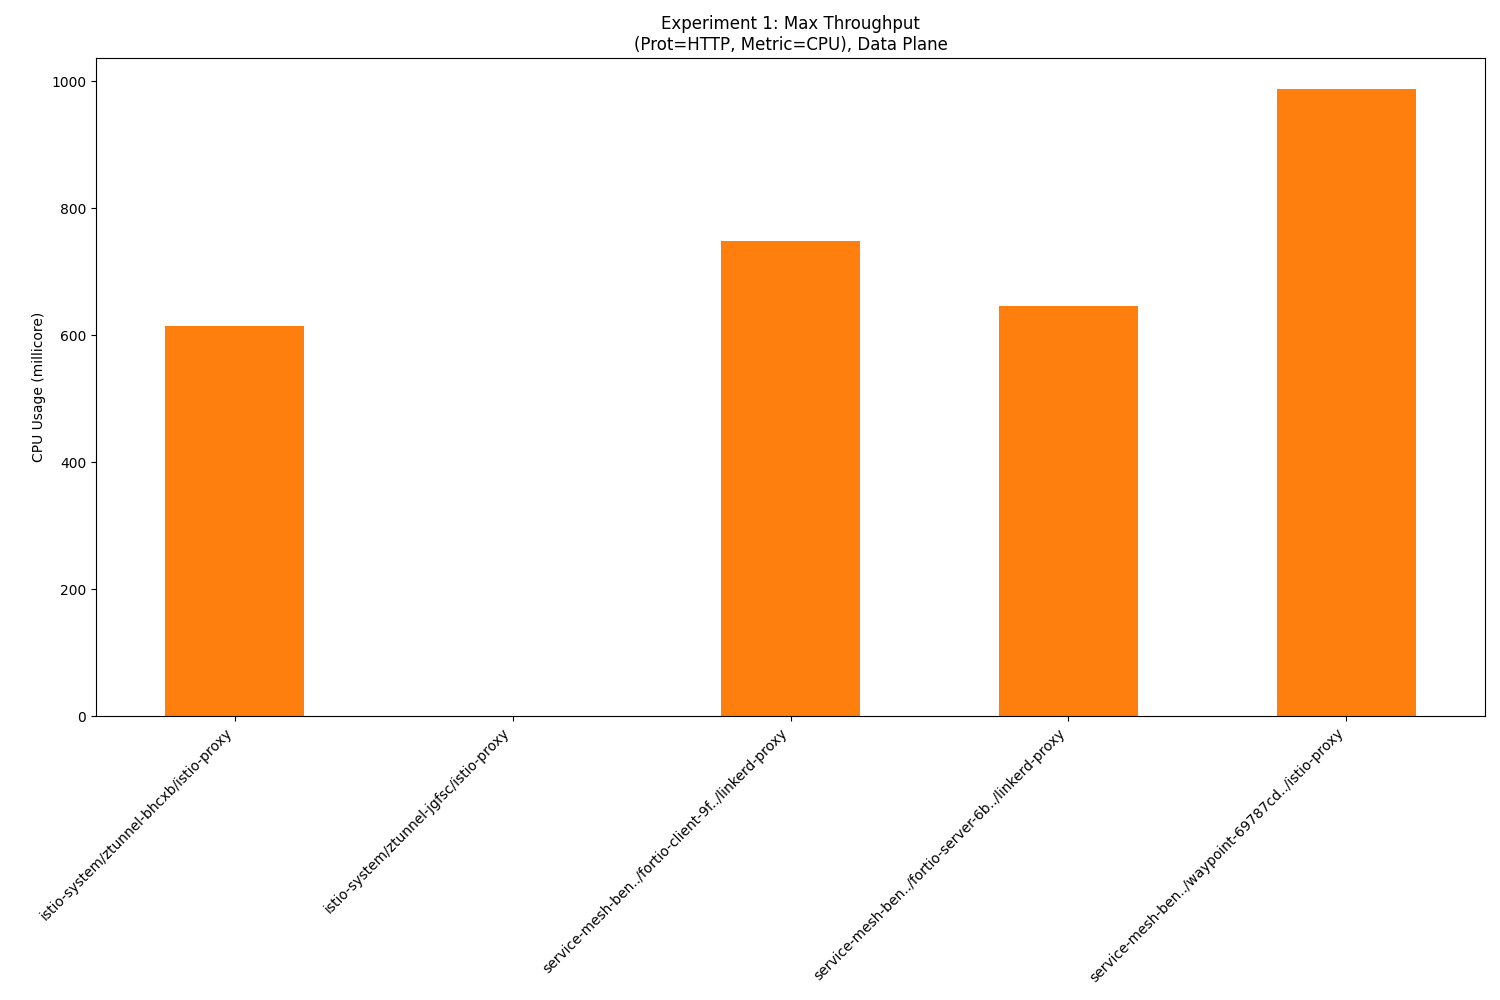 Experiment 1: Max Throughput
(Prot=HTTP, Metric=CPU), Data Plane
CPU Usage (millicore)
1000
800
600
400
200
0
istio-system/ztunnel-bhcxb/istio-proxy
istio-system/ztunnel-jgfsc/istio-proxy
service-mesh-ben../fortio-client-9f../linkerd-proxy
service-mesh-ben../fortio-server-6b../linkerd-proxy
service-mesh-ben../waypoint-69787cd../istio-proxy